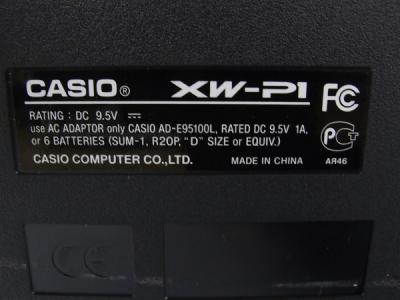 CASIO® XW-P1 FC
RATING : DC 9.5V ⎓
use AC ADAPTOR only CASIO AD-E95100L, RATED DC 9.5V 1A,
or 6 BATTERIES (SUM-1, R20P, "D" SIZE or EQUIV.)
CASIO COMPUTER CO.,LTD. MADE IN CHINA AR46
CE